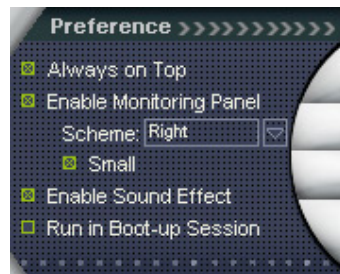 Preference >>>>>>>>>>>
Always on Top
Enable Monitoring Panel
Scheme: Right
Small
Enable Sound Effect
Run in Boot-up Session